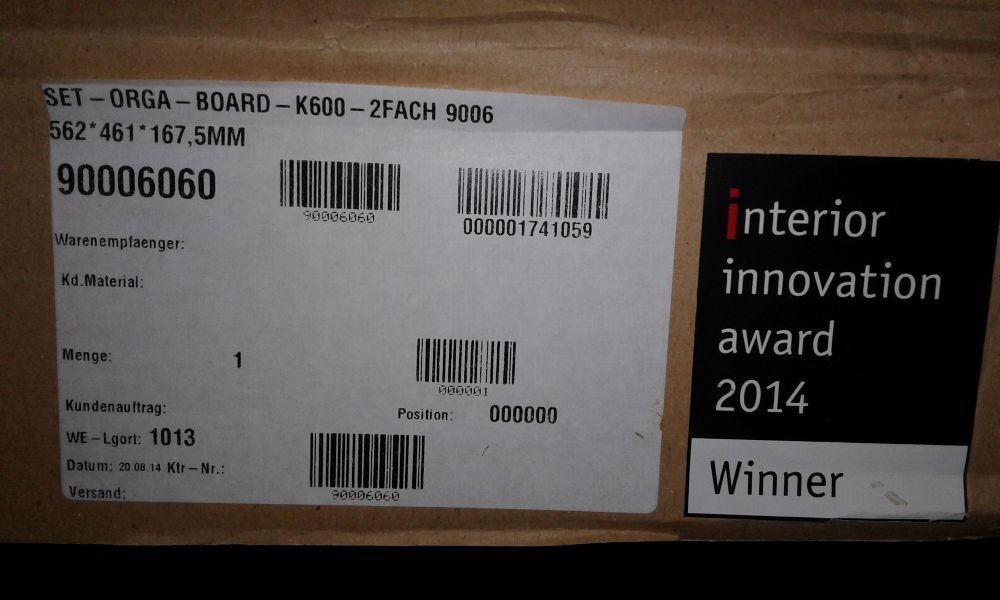 SET – ORGA – BOARD – K600 – 2FACH 9006
562*461*167,5MM
90006060
90006060
000001741059
Warenempfaenger:
Kd.Material:
Menge: 1
000001
Kundenauftrag:
Position: 000000
WE – Lgort: 1013
Datum: 20.08.14 Ktr – Nr.:
90006060
Versand:
interior
innovation
award
2014
Winner